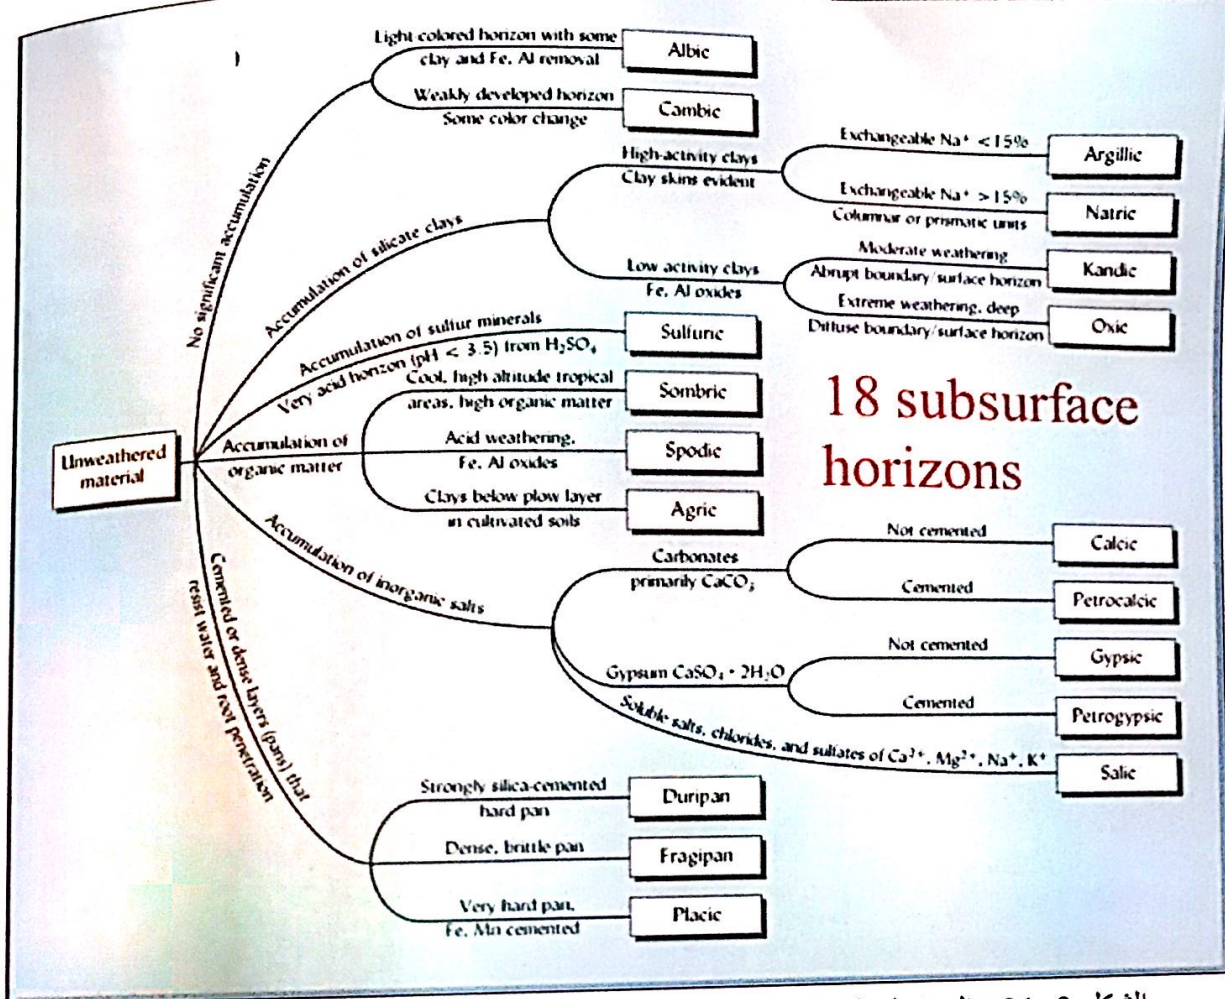 Light-colored horizon with some
clay and Fe, Al removal
Albic
Weakly developed horizon
Some color change
Cambic
No significant accumulation
Accumulation of silicate clays
High-activity clays
Clay skins evident
Exchangeable Na⁺ <15%
Argillic
Exchangeable Na⁺ >15%
Columnar or prismatic units
Natric
Low activity clays
Fe, Al oxides
Moderate weathering
Abrupt boundary/surface horizon
Kandic
Extreme weathering, deep
Diffuse boundary/surface horizon
Oxic
Accumulation of sulfur minerals
Very acid horizon (pH < 3.5) from H₂SO₄
Sulfuric
Unweathered
material
Accumulation of
organic matter
Cool, high altitude tropical
areas, high organic matter
Sombric
Acid weathering,
Fe, Al oxides
Spodic
Clays below plow layer
in cultivated soils
Agric
18 subsurface
horizons
Accumulation of inorganic salts
Carbonates
primarily CaCO₃
Not cemented
Calcic
Cemented
Petrocalcic
Gypsum CaSO₄ · 2H₂O
Not cemented
Gypsic
Cemented
Petrogypsic
Soluble salts, chlorides, and sulfates of Ca²⁺, Mg²⁺, Na⁺, K⁺
Salic
Cemented or dense layers (pans) that
resist water and root penetration
Strongly silica-cemented
hard pan
Duripan
Dense, brittle pan
Fragipan
Very hard pan,
Fe, Mn cemented
Placic